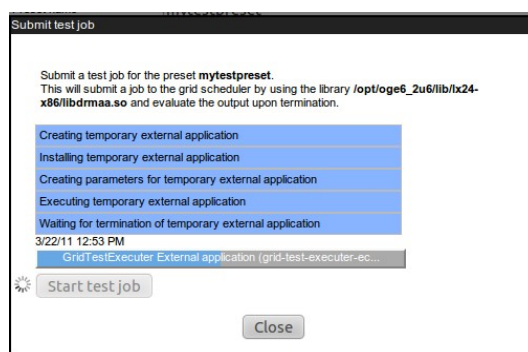 mytestpreset
Submit test job
Submit a test job for the preset mytestpreset.
This will submit a job to the grid scheduler by using the library /opt/oge6_2u6/lib/lx24-
x86/libdrmaa.so and evaluate the output upon termination.
Creating temporary external application
Installing temporary external application
Creating parameters for temporary external application
Executing temporary external application
Waiting for termination of temporary external application
3/22/11 12:53 PM
GridTestExecuter External application (grid-test-executer-ec...
Start test job
Close